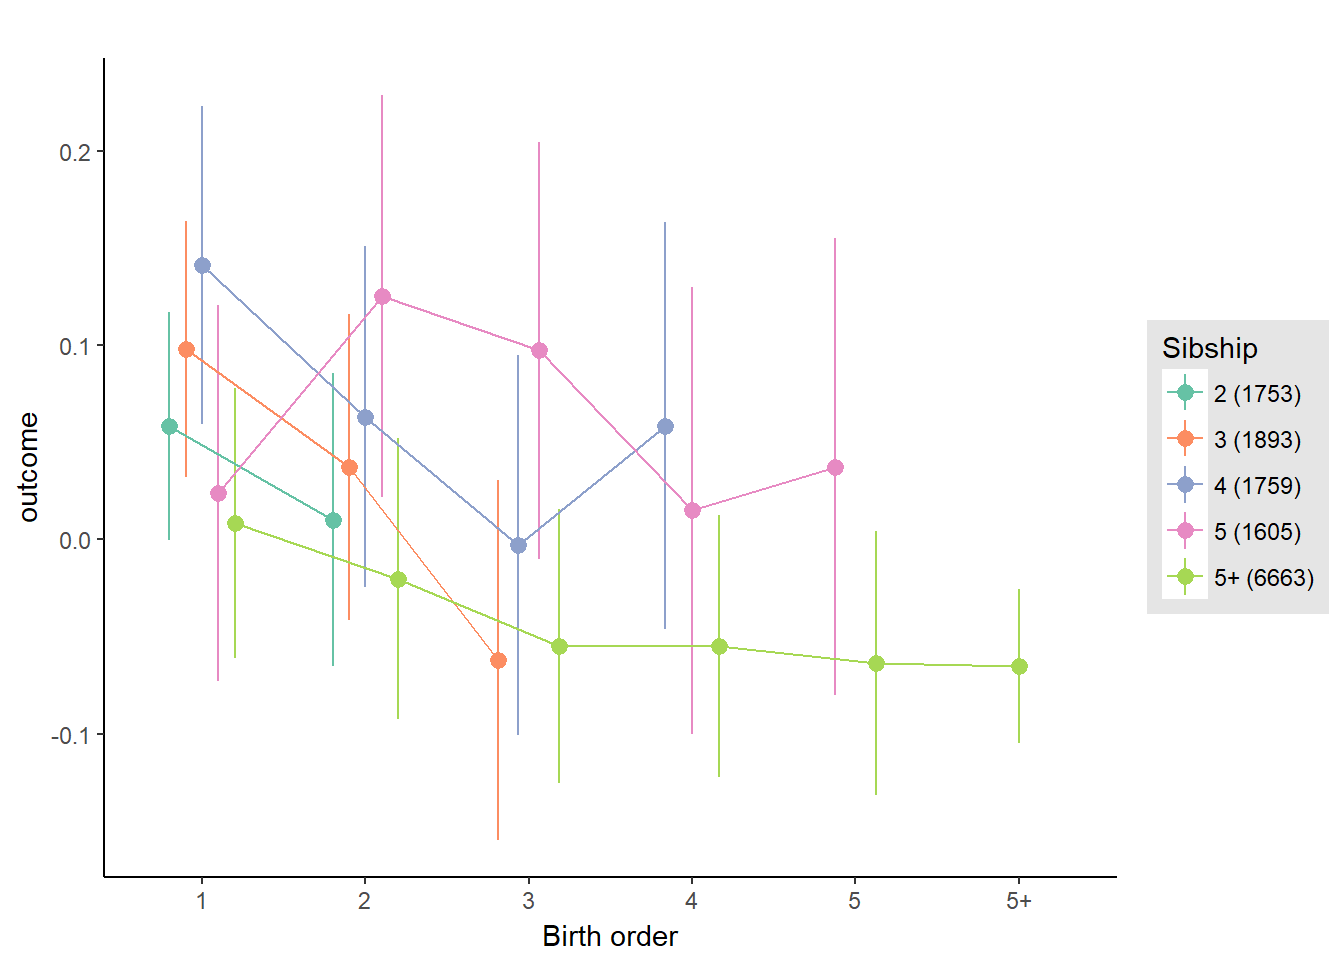 0.2
0.1
0.0
-0.1
outcome
1 2 3 4 5 5+
Birth order
Sibship
2 (1753)
3 (1893)
4 (1759)
5 (1605)
5+ (6663)